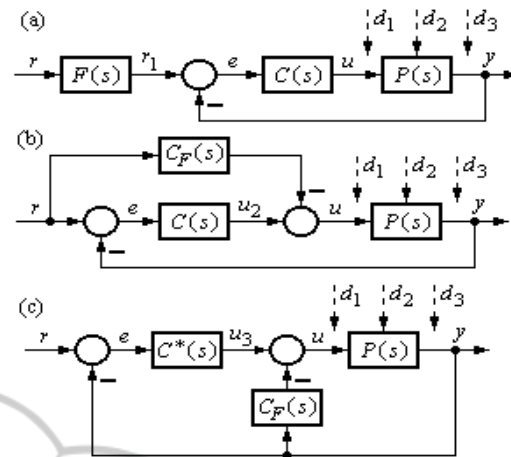 (a) d1 d2 d3
r F(s) r1 e C(s) u P(s) y
−
(b) CF(s) − d1 d2 d3
r e C(s) u2 u P(s) y
−
(c) d1 d2 d3
r e C*(s) u3 u P(s) y
− −
CF(s)